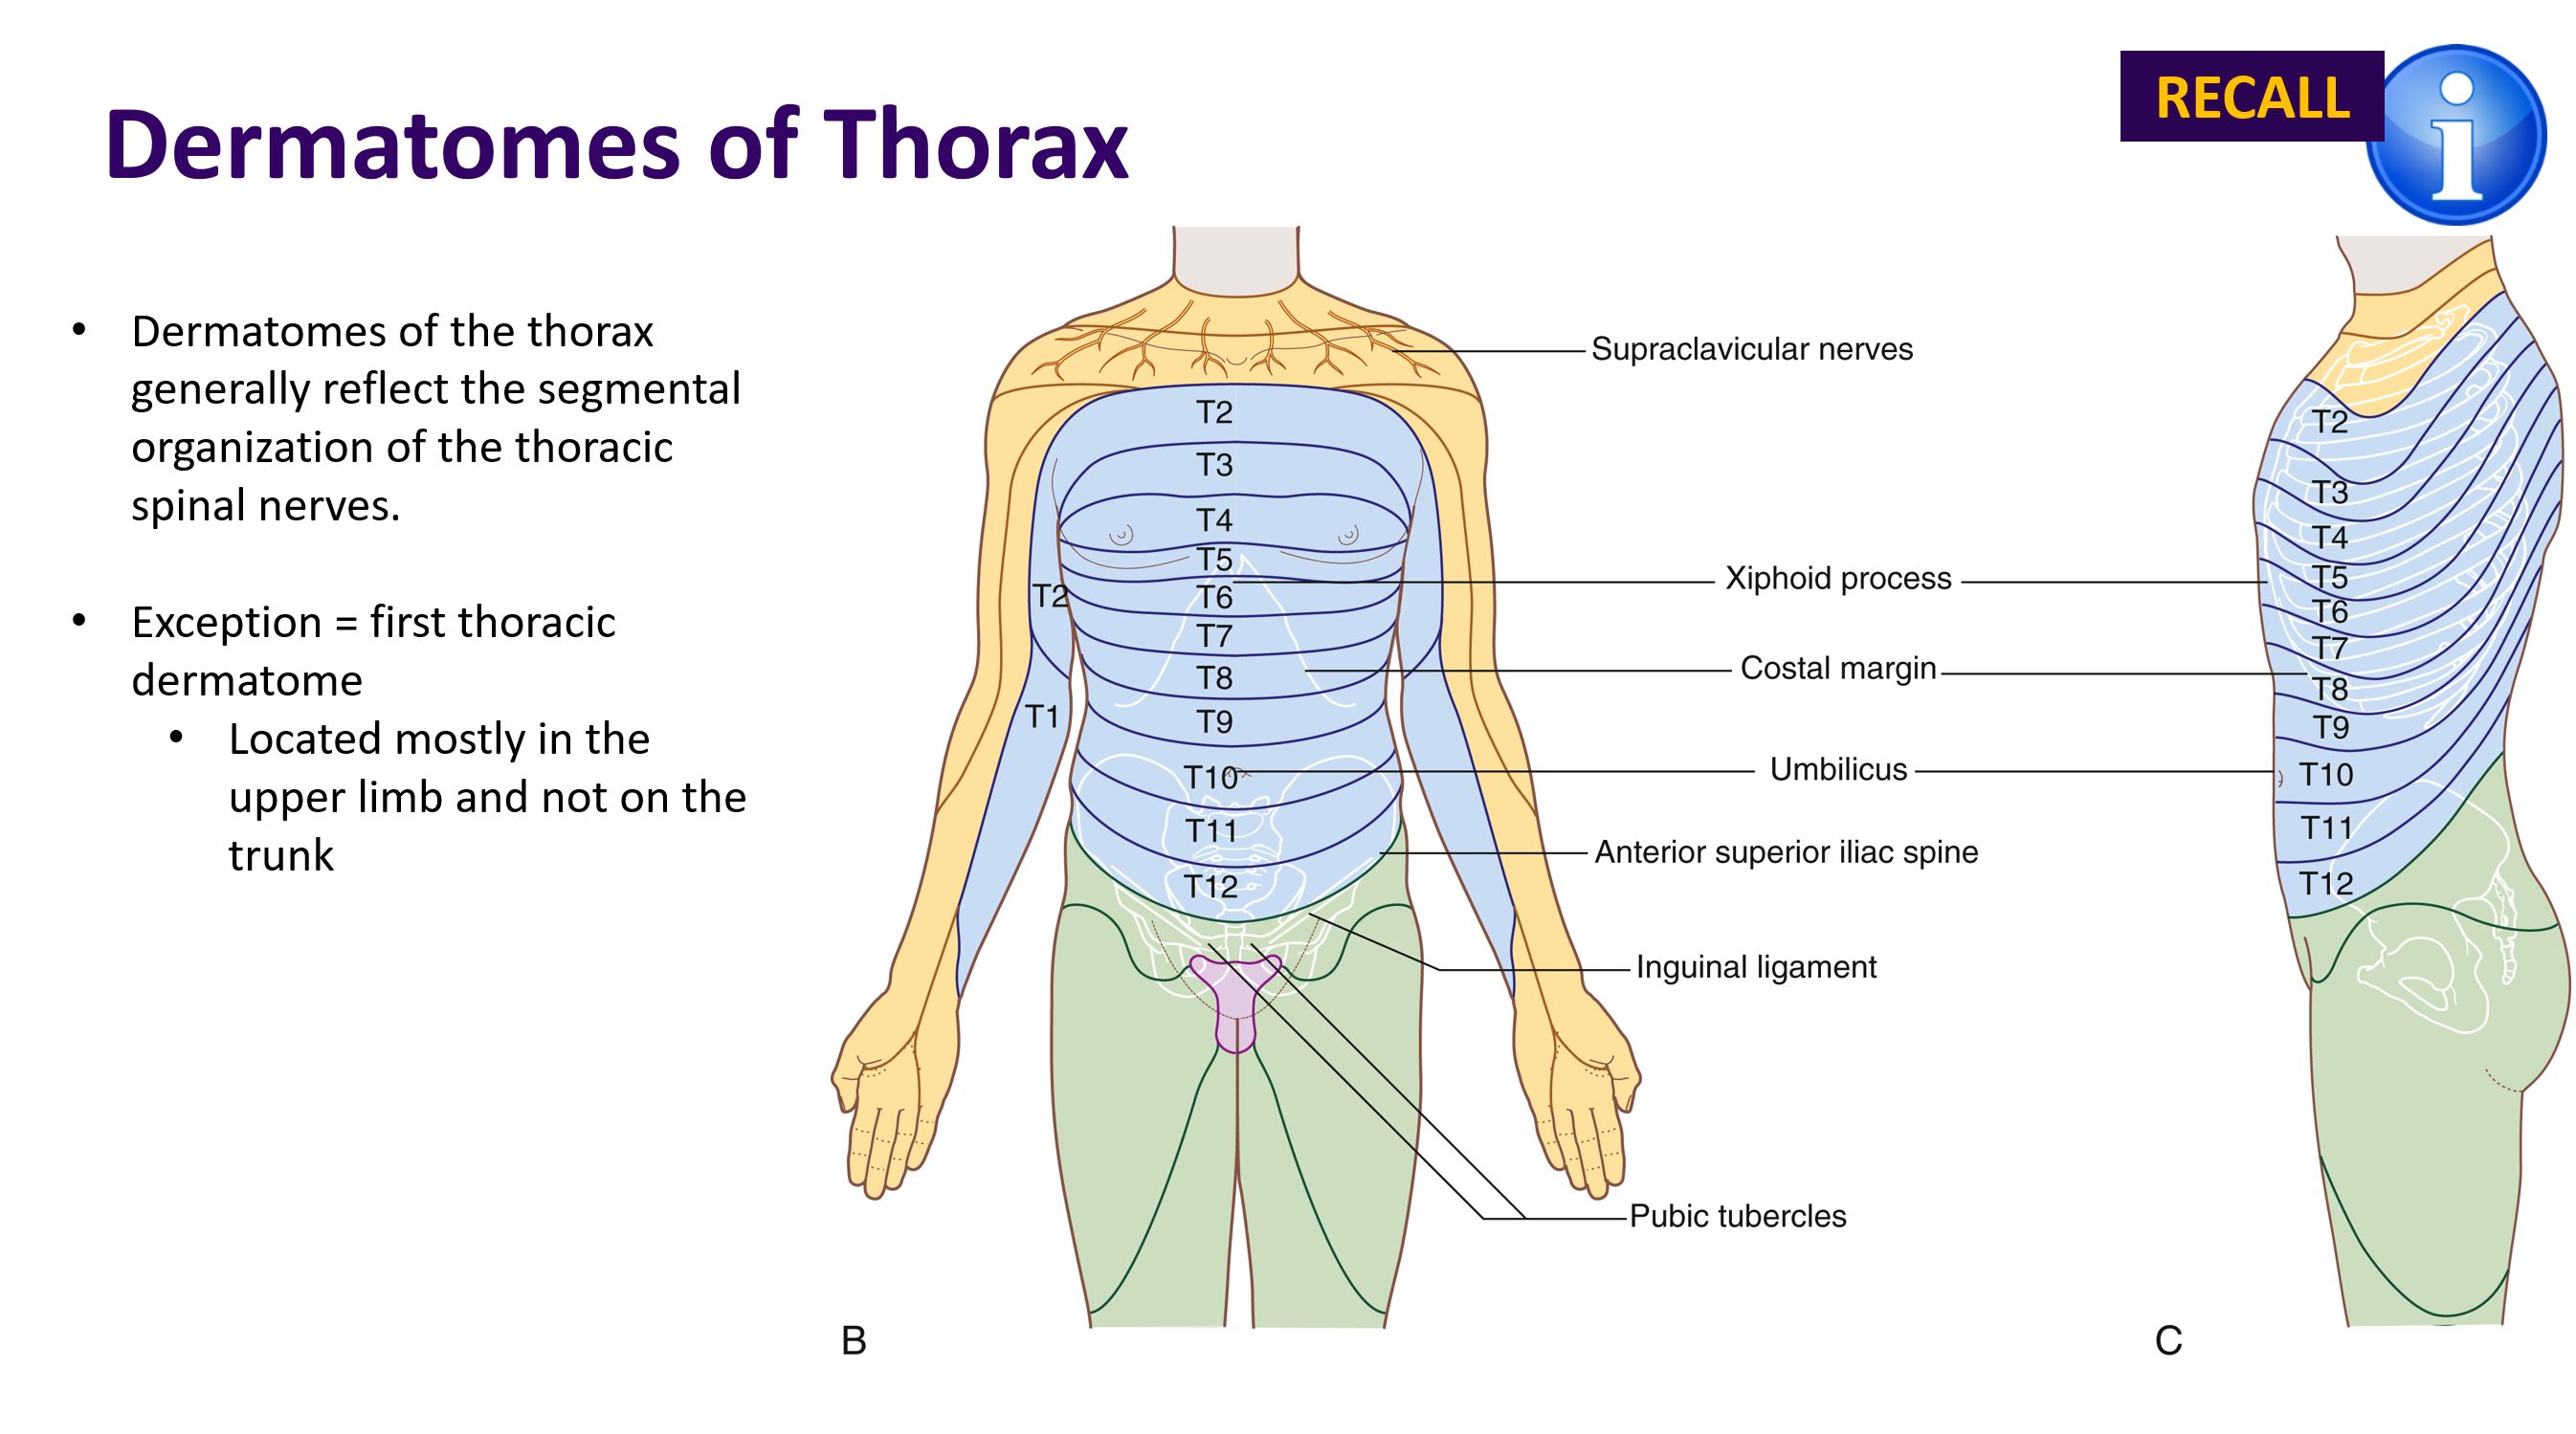 RECALL
Dermatomes of Thorax
• Dermatomes of the thorax
generally reflect the segmental
organization of the thoracic
spinal nerves.
• Exception = first thoracic
dermatome
• Located mostly in the
upper limb and not on the
trunk
Supraclavicular nerves
T2
T3
T4
T5
T6
T7
T8
T9
T10
T11
T12
T2
T1
Xiphoid process
Costal margin
Umbilicus
Anterior superior iliac spine
Inguinal ligament
Pubic tubercles
B
T2
T3
T4
T5
T6
T7
T8
T9
T10
T11
T12
C